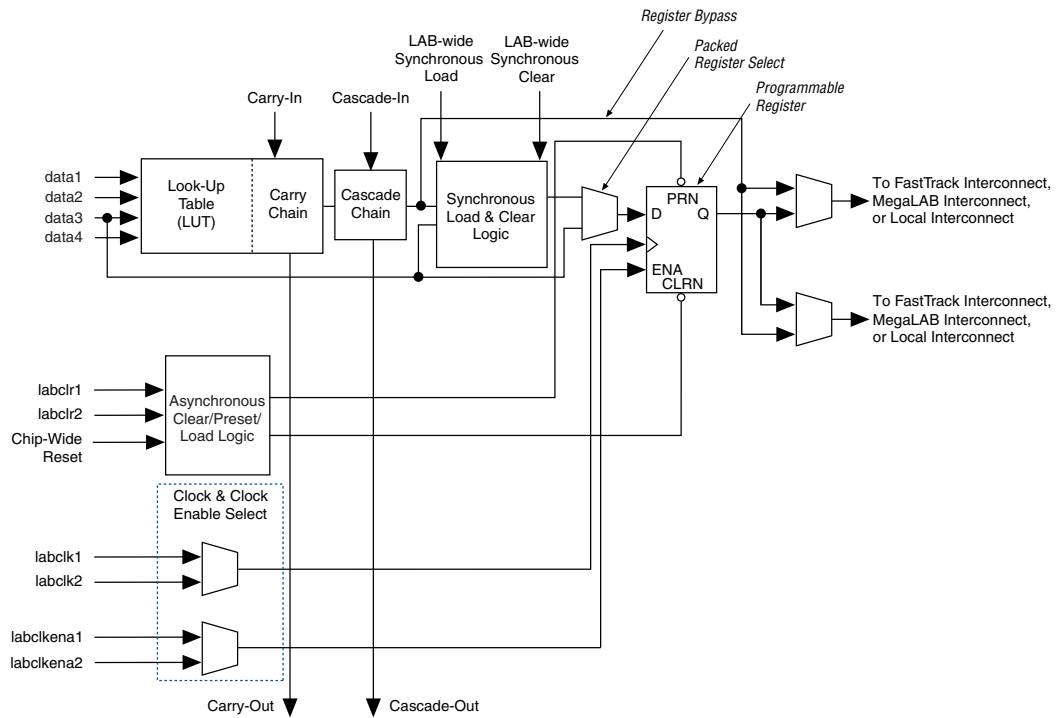 Register Bypass
Packed
Register Select
Programmable
Register
LAB-wide
Synchronous
Load
LAB-wide
Synchronous
Clear
Carry-In
Cascade-In
data1
data2
data3
data4
Look-Up
Table
(LUT)
Carry
Chain
Cascade
Chain
Synchronous
Load & Clear
Logic
PRN
D
Q
ENA
CLRN
To FastTrack Interconnect,
MegaLAB Interconnect,
or Local Interconnect
To FastTrack Interconnect,
MegaLAB Interconnect,
or Local Interconnect
labclr1
labclr2
Chip-Wide
Reset
Asynchronous
Clear/Preset/
Load Logic
Clock & Clock
Enable Select
labclk1
labclk2
labclkena1
labclkena2
Carry-Out
Cascade-Out